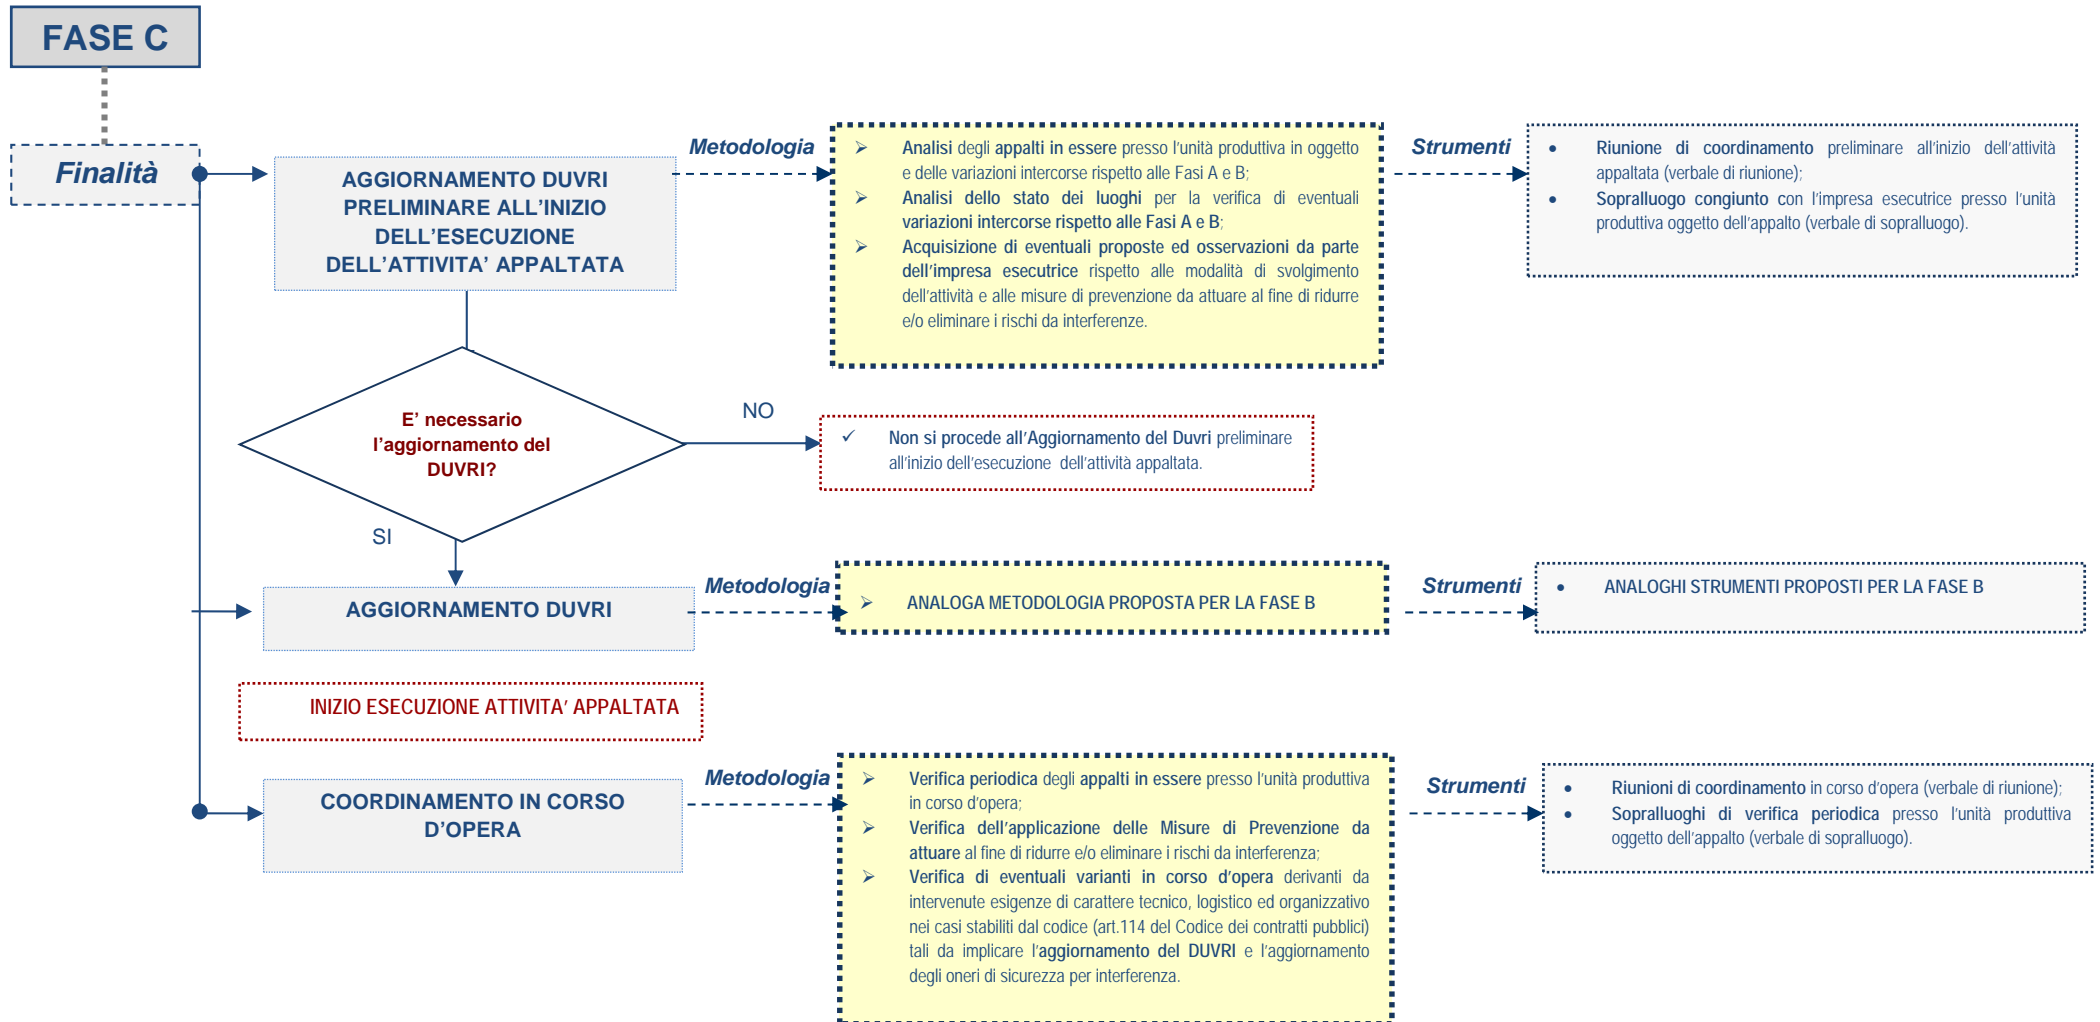 FASE C
Finalità
AGGIORNAMENTO DUVRI
PRELIMINARE ALL’INIZIO
DELL’ESECUZIONE
DELL’ATTIVITA’ APPALTATA
Metodologia
➢ Analisi degli appalti in essere presso l’unità produttiva in oggetto
e delle variazioni intercorse rispetto alle Fasi A e B;
➢ Analisi dello stato dei luoghi per la verifica di eventuali
variazioni intercorse rispetto alle Fasi A e B;
➢ Acquisizione di eventuali proposte ed osservazioni da parte
dell’impresa esecutrice rispetto alle modalità di svolgimento
dell’attività e alle misure di prevenzione da attuare al fine di ridurre
e/o eliminare i rischi da interferenze.
Strumenti
• Riunione di coordinamento preliminare all’inizio dell’attività
appaltata (verbale di riunione);
• Sopralluogo congiunto con l’impresa esecutrice presso l’unità
produttiva oggetto dell’appalto (verbale di sopralluogo).
E’ necessario
l’aggiornamento del
DUVRI?
NO
✓ Non si procede all’Aggiornamento del Duvri preliminare
all’inizio dell’esecuzione dell’attività appaltata.
SI
AGGIORNAMENTO DUVRI
Metodologia
➢ ANALOGA METODOLOGIA PROPOSTA PER LA FASE B
Strumenti
• ANALOGHI STRUMENTI PROPOSTI PER LA FASE B
INIZIO ESECUZIONE ATTIVITA’ APPALTATA
COORDINAMENTO IN CORSO
D’OPERA
Metodologia
➢ Verifica periodica degli appalti in essere presso l’unità produttiva
in corso d’opera;
➢ Verifica dell’applicazione delle Misure di Prevenzione da
attuare al fine di ridurre e/o eliminare i rischi da interferenza;
➢ Verifica di eventuali varianti in corso d’opera derivanti da
intervenute esigenze di carattere tecnico, logistico ed organizzativo
nei casi stabiliti dal codice (art.114 del Codice dei contratti pubblici)
tali da implicare l’aggiornamento del DUVRI e l’aggiornamento
degli oneri di sicurezza per interferenza.
Strumenti
• Riunioni di coordinamento in corso d’opera (verbale di riunione);
• Sopralluoghi di verifica periodica presso l’unità produttiva
oggetto dell’appalto (verbale di sopralluogo).